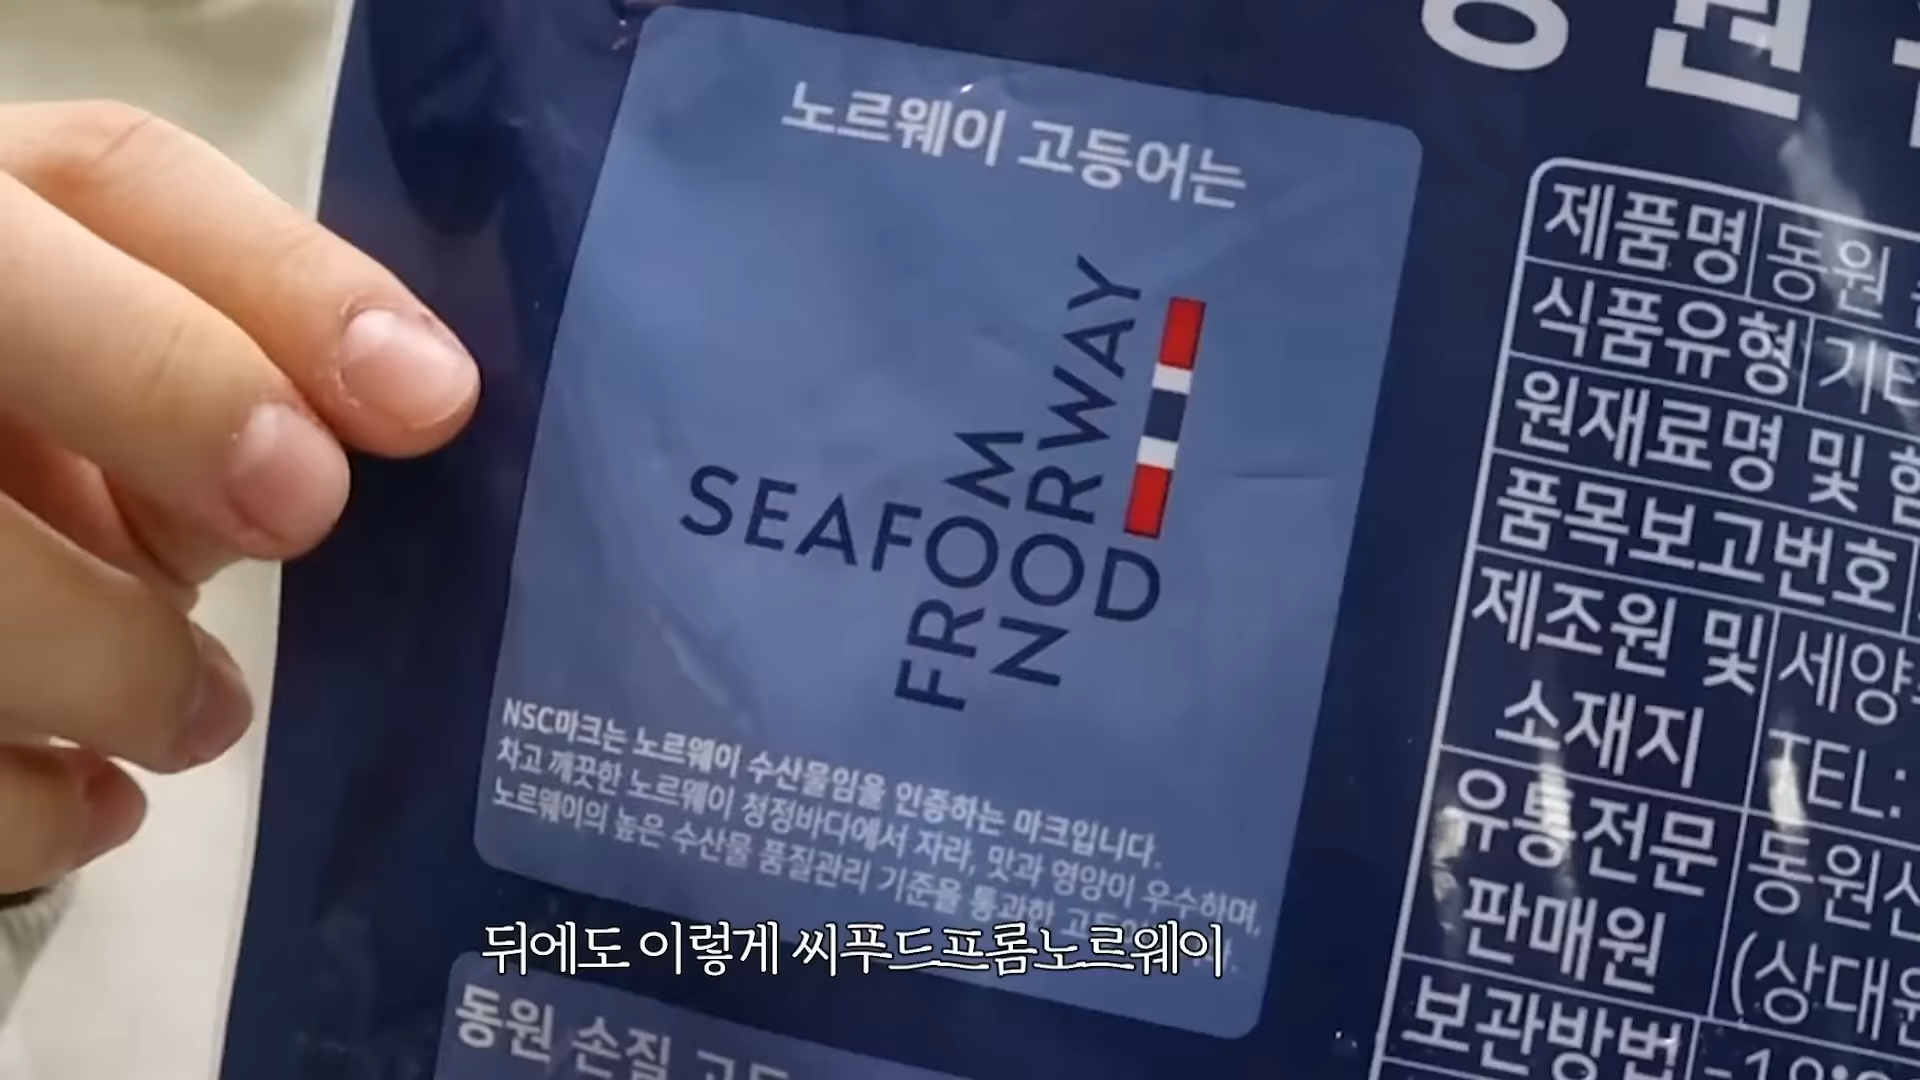 노르웨이 고등어는
SEAFOOD
FROM
NORWAY
NSC마크는 노르웨이 수산물임을 인증하는 마크입니다.
차고 깨끗한 노르웨이 청정바다에서 자라, 맛과 영양이 우수하며,
노르웨이의 높은 수산물 품질관리 기준을 통과한
뒤에도 이렇게 씨푸드프롬노르웨이
동원 손질
동원
제품명 동원
식품유형
원재료명 및
품목보고번호
제조원 및
소재지
TEL:
유통전문
판매원
보관방법